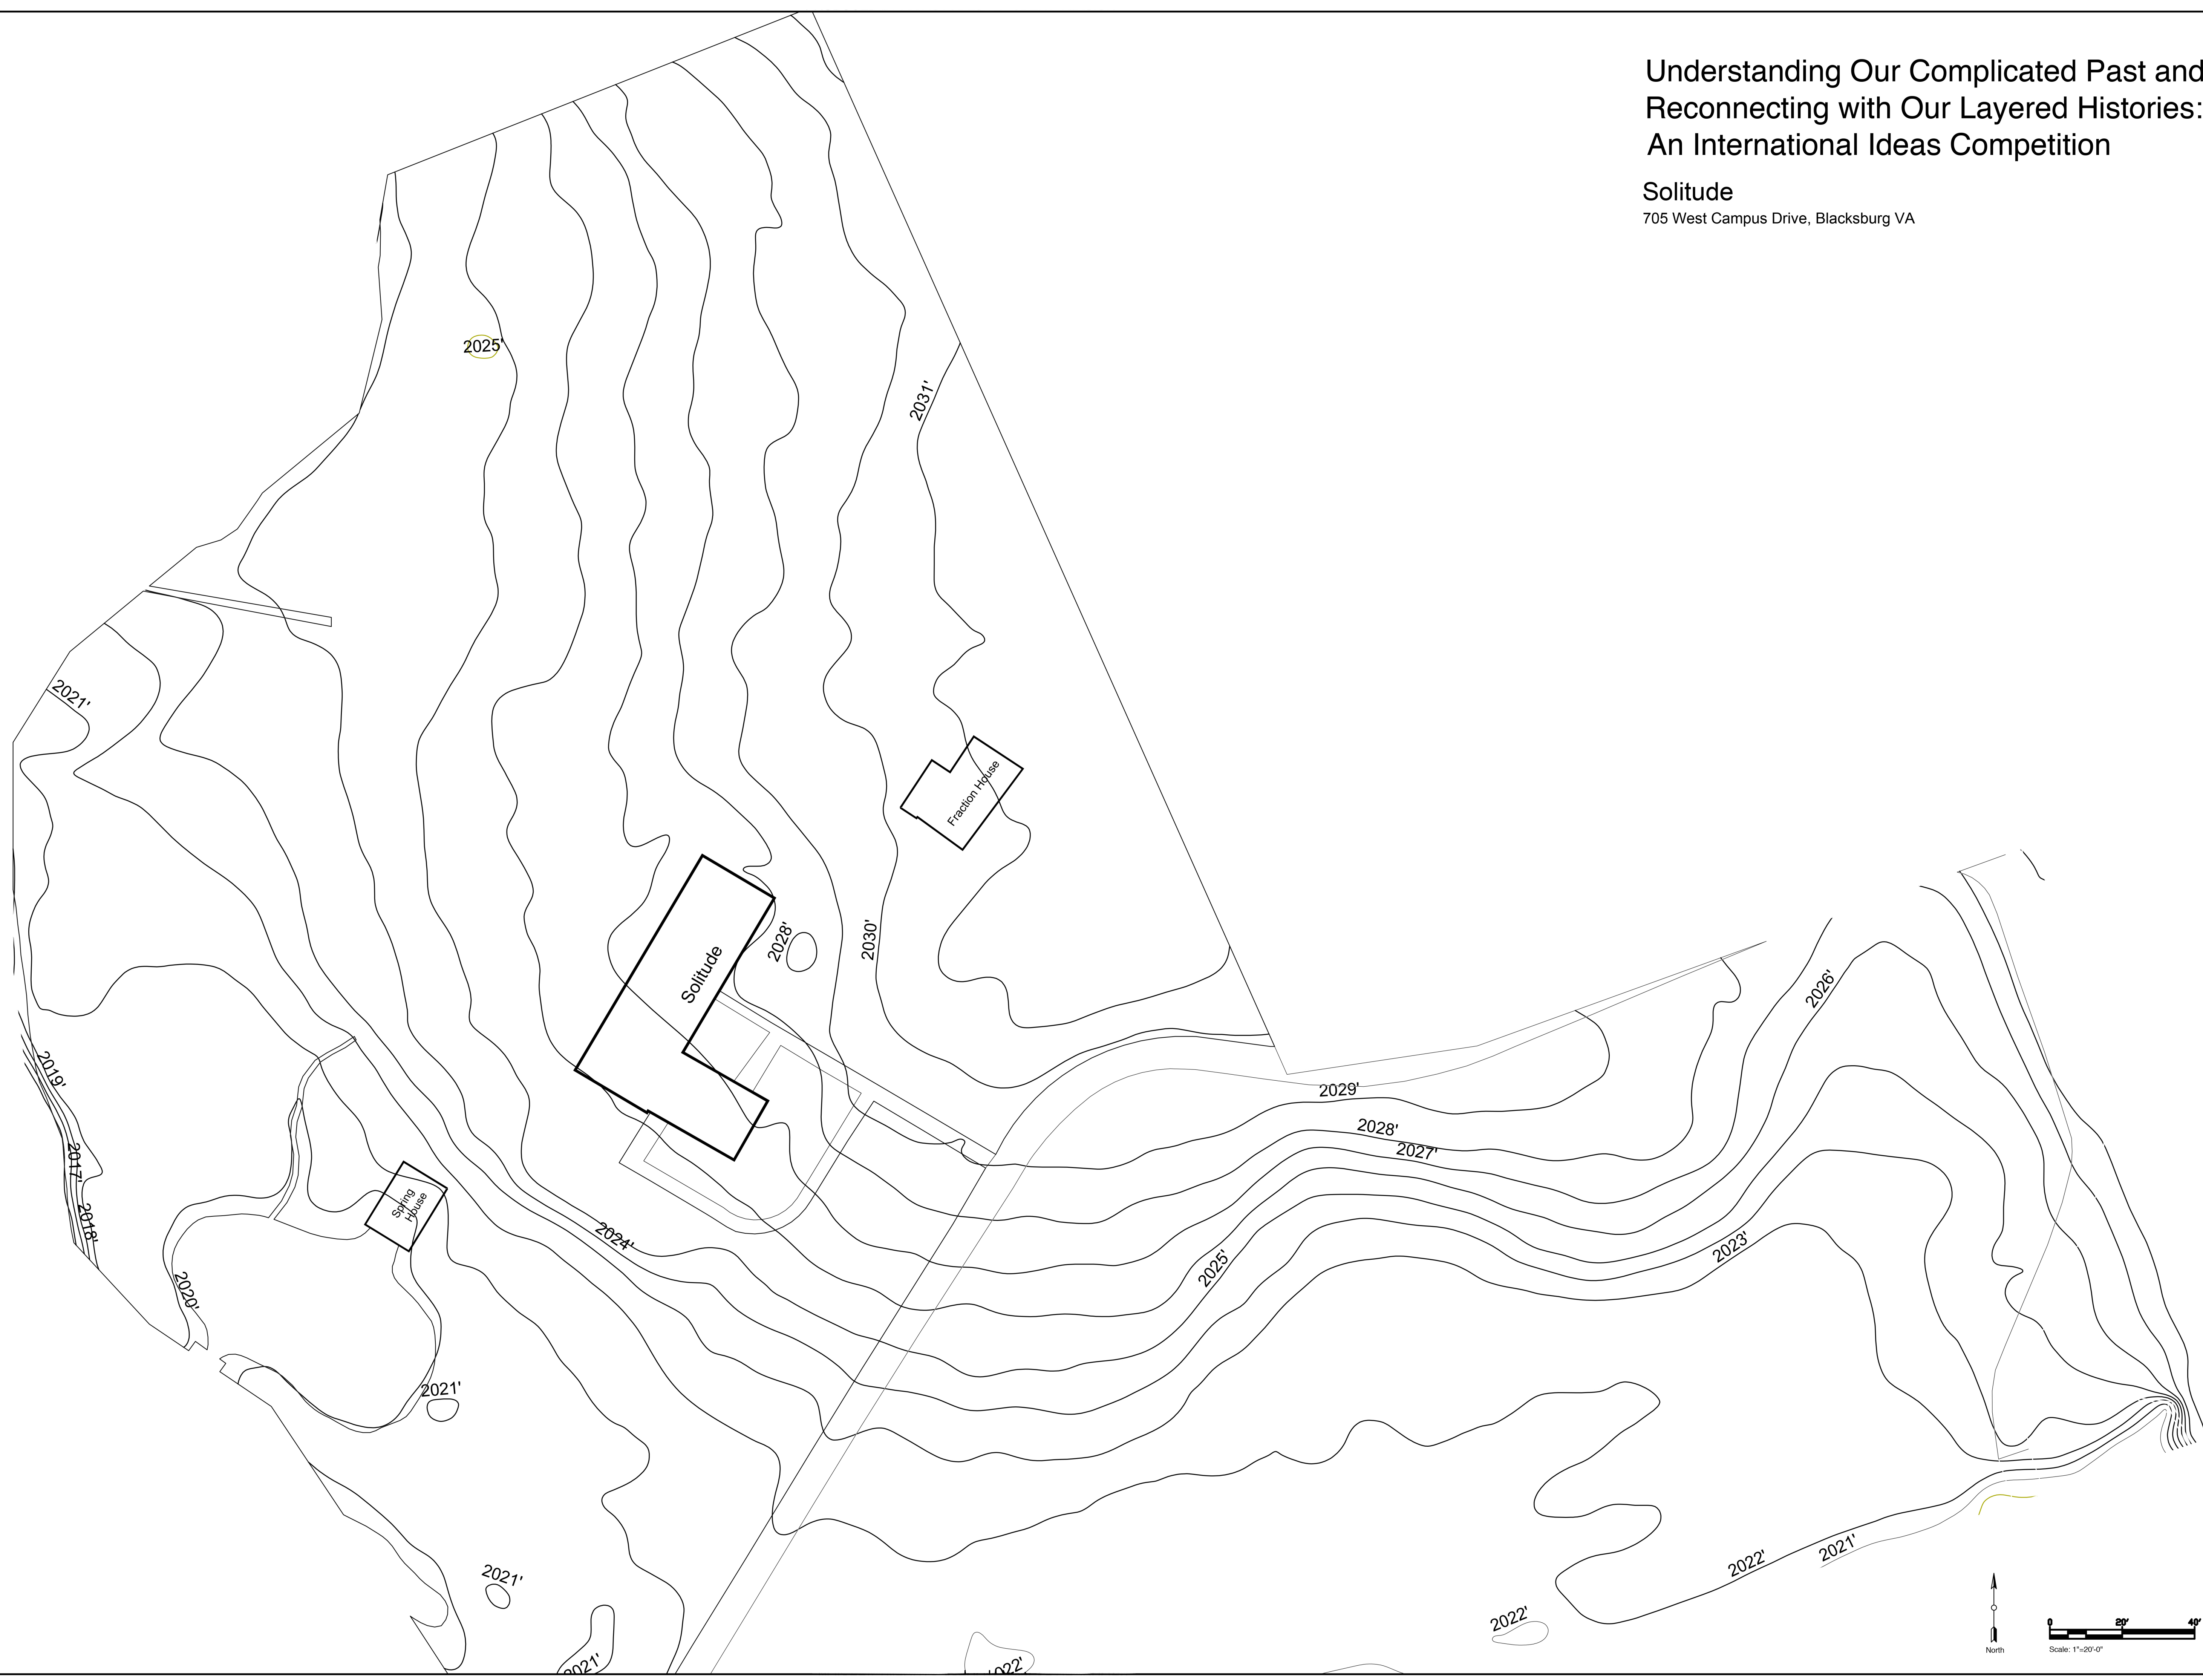 Understanding Our Complicated Past and
Reconnecting with Our Layered Histories:
An International Ideas Competition
Solitude
705 West Campus Drive, Blacksburg VA
2025'
2031'
2021'
Fraction House
2028'
2030'
Solitude
2026'
2019'
2029'
2028'
2027'
2017'
2018'
Spring
House
2024'
2023'
2025'
2020'
2021'
2022'
2021'
2021'
2022'
2021'
2022'
North
0 20' 40'
Scale: 1"=20'-0"